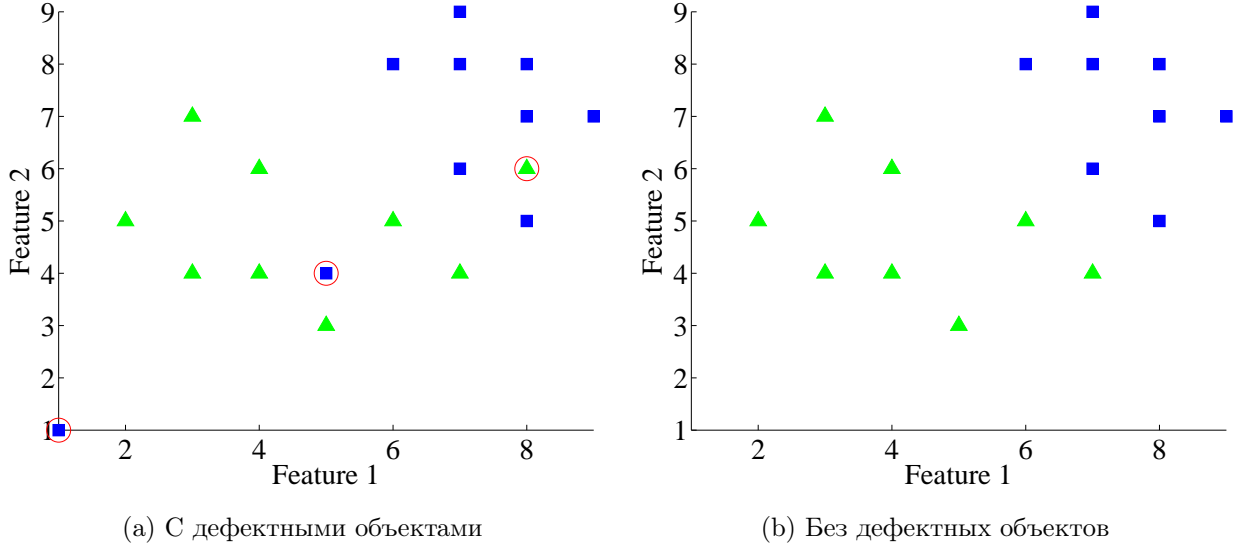 9
8
7
6
5
4
3
2
1
Feature 2
2 4 6 8
Feature 1
(a) С дефектными объектами
9
8
7
6
5
4
3
2
1
Feature 2
2 4 6 8
Feature 1
(b) Без дефектных объектов